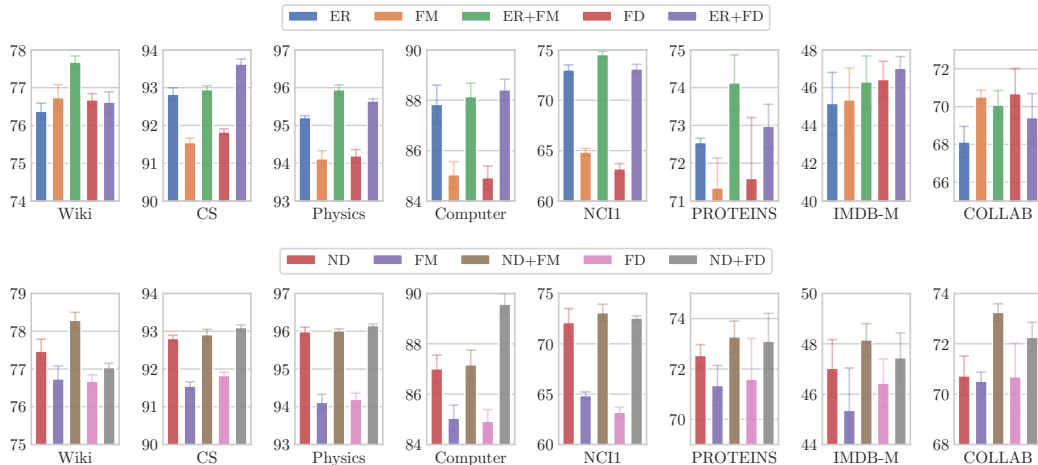 ER FM ER+FM FD ER+FD
78 77 76 75 74 Wiki
94 93 92 91 90 CS
97 96 95 94 93 Physics
90 88 86 84 Computer
75 70 65 60 NCI1
75 74 73 72 71 PROTEINS
50 48 46 44 42 40 IMDB-M
72 70 68 66 COLLAB
ND FM ND+FM FD ND+FD
79 78 77 76 75 Wiki
94 93 92 91 90 CS
97 96 95 94 93 Physics
90 88 86 84 Computer
75 70 65 60 NCI1
74 72 70 PROTEINS
50 48 46 44 IMDB-M
74 72 70 68 COLLAB